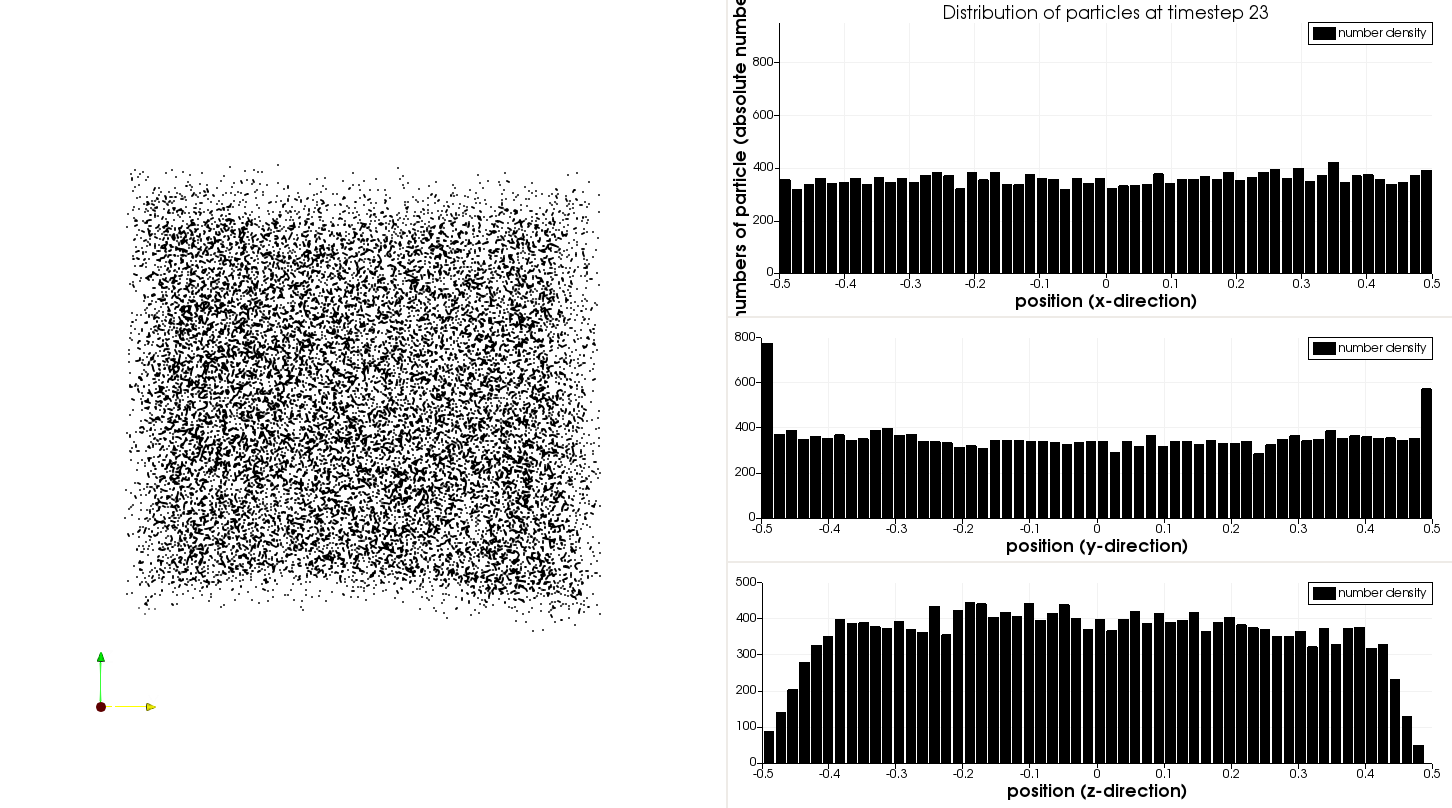 Distribution of particles at timestep 23
numbers of particle (absolute numbe
number density
800
600
400
200
0
-0.5 -0.4 -0.3 -0.2 -0.1 0 0.1 0.2 0.3 0.4 0.5
position (x-direction)
number density
800
600
400
200
0
-0.5 -0.4 -0.3 -0.2 -0.1 0 0.1 0.2 0.3 0.4 0.5
position (y-direction)
number density
500
400
300
200
100
0
-0.5 -0.4 -0.3 -0.2 -0.1 0 0.1 0.2 0.3 0.4 0.5
position (z-direction)